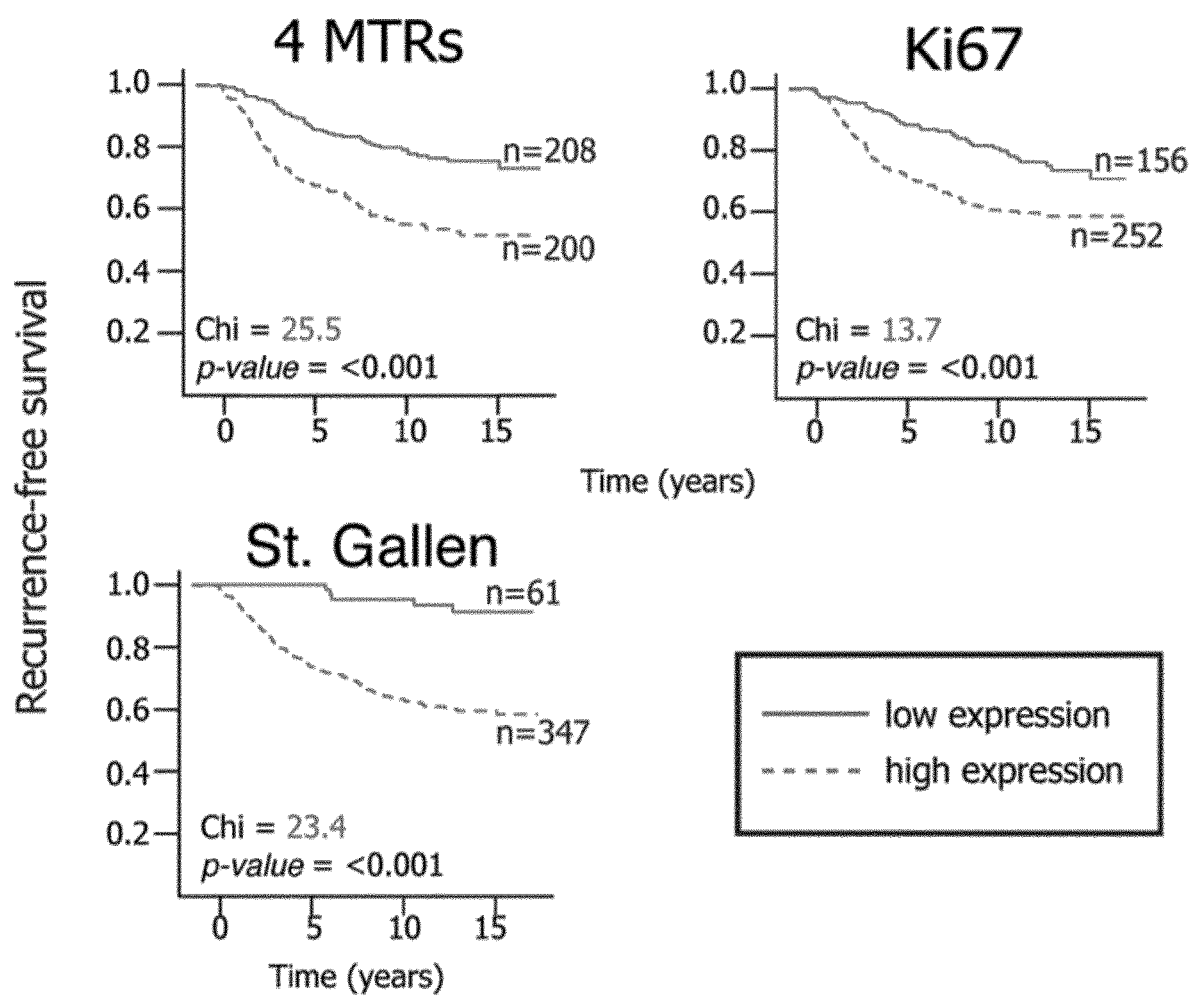 Recurrence-free survival
4 MTRs
1.0
0.8
0.6
0.4
0.2
n=208
n=200
Chi = 25.5
p-value = <0.001
0 5 10 15
Ki67
1.0
0.8
0.6
0.4
0.2
n=156
n=252
Chi = 13.7
p-value = <0.001
0 5 10 15
Time (years)
St. Gallen
1.0
0.8
0.6
0.4
0.2
n=61
n=347
Chi = 23.4
p-value = <0.001
0 5 10 15
Time (years)
low expression
high expression